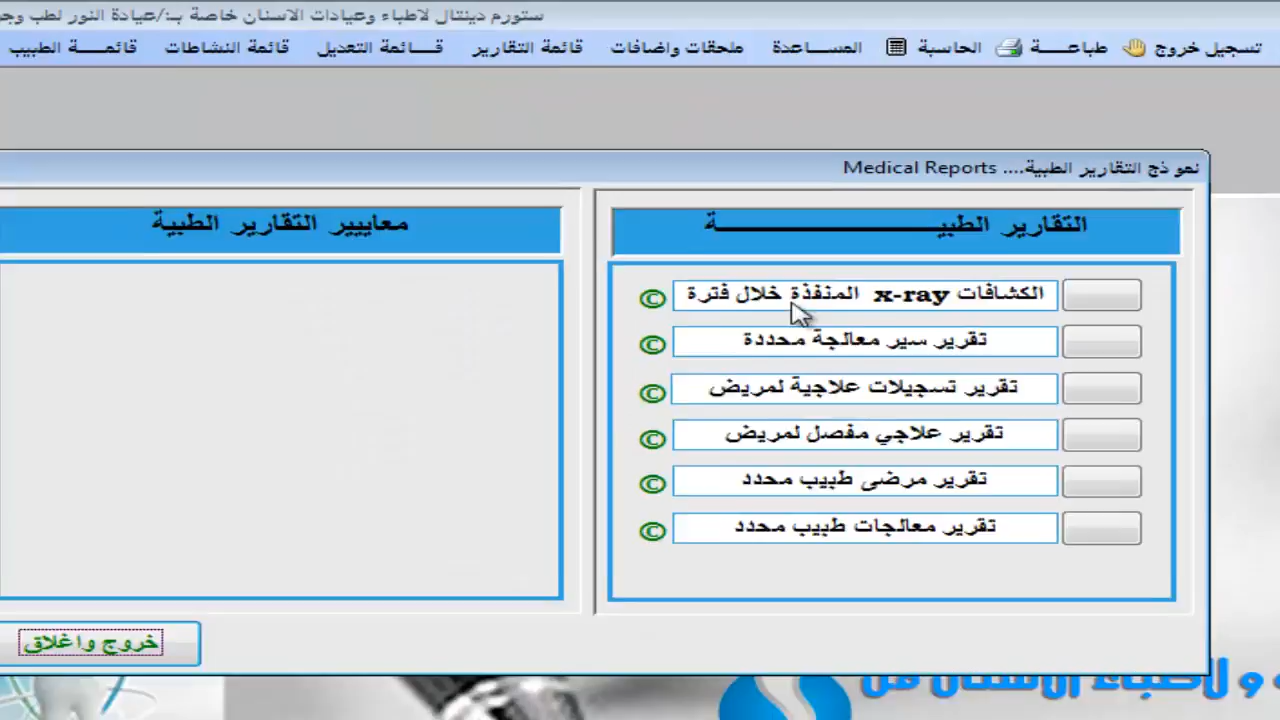 ستورم دينتال لاطباء وعيادات الاسنان خاصة بـ:/عيادة النور لطب
تسجيل خروج طباعـــــة الحاسبة المســـاعدة ملحقات واضافات قائمة التقارير قـــائمة التعديل قائمة النشاطات قائمـــة الطبيب
نموذج التقارير الطبية.... Medical Reports
التقارير الطبيـــــــــــــــــــــة
معاييير التقارير الطبية
الكشافات x-ray المنفذة خلال فترة ©
تقرير سير معالجة محددة ©
تقرير تسجيلات علاجية لمريض ©
تقرير علاجي مفصل لمريض ©
تقرير مرضى طبيب محدد ©
تقرير معالجات طبيب محدد ©
خروج واغلاق